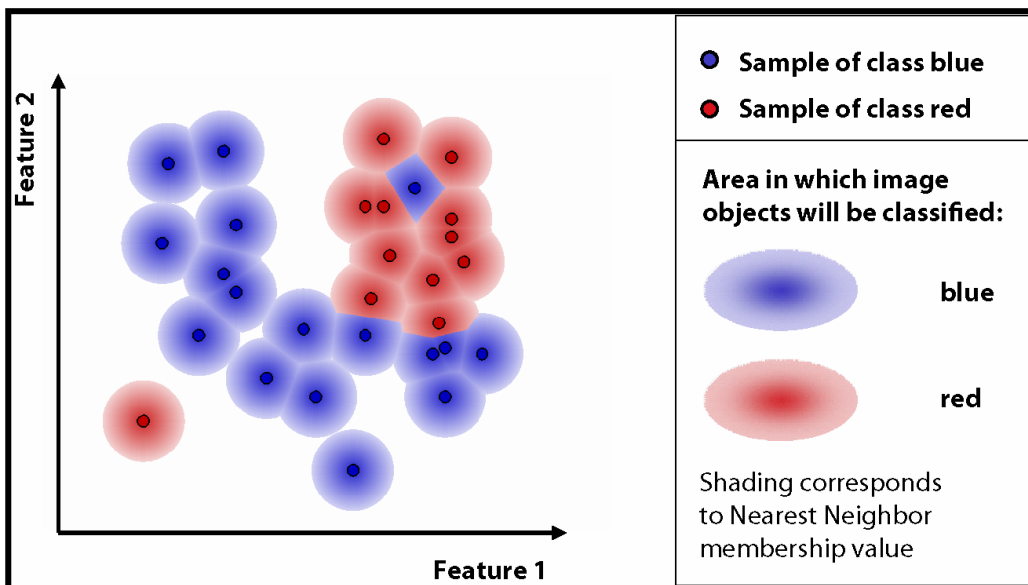 Feature 2
Feature 1
Sample of class blue
Sample of class red
Area in which image
objects will be classified:
blue
red
Shading corresponds
to Nearest Neighbor
membership value